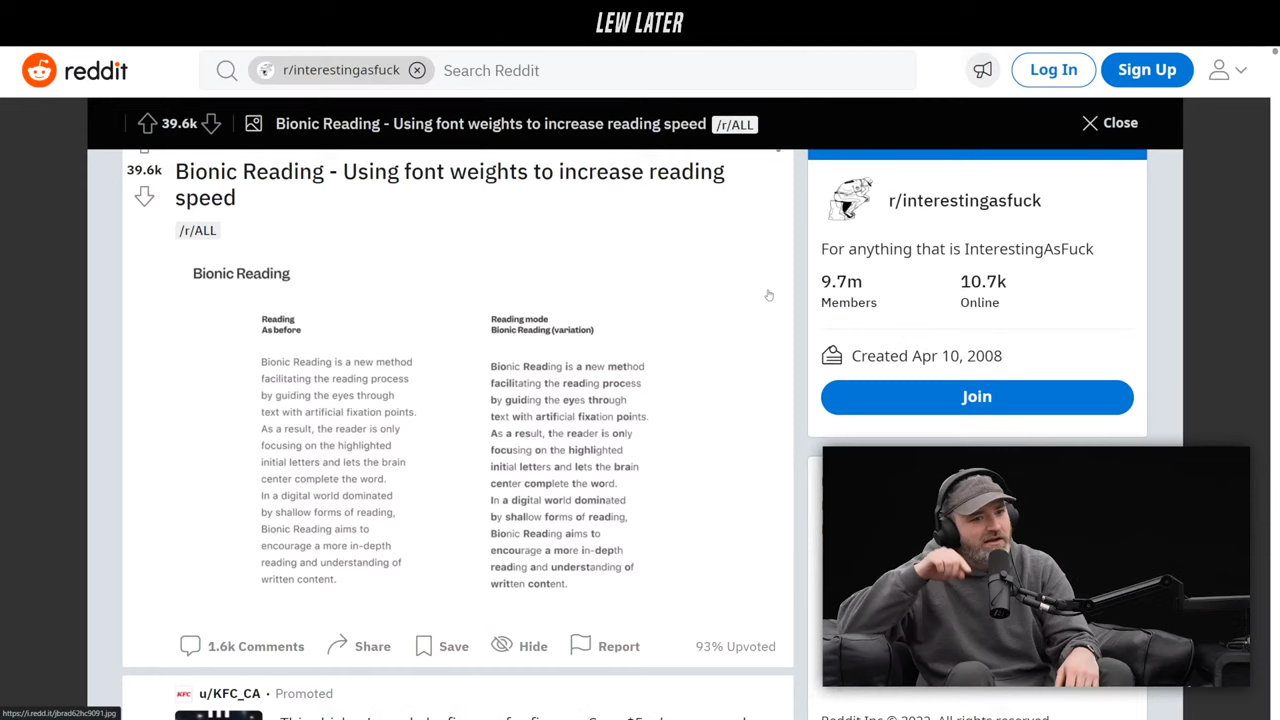 LEW LATER
reddit
r/interestingasfuck
Search Reddit
Log In
Sign Up
39.6k
Bionic Reading - Using font weights to increase reading speed
/r/ALL
Close
39.6k
Bionic Reading - Using font weights to increase reading
speed
/r/ALL
Bionic Reading
Reading
As before
Bionic Reading is a new method
facilitating the reading process
by guiding the eyes through
text with artificial fixation points.
As a result, the reader is only
focusing on the highlighted
initial letters and lets the brain
center complete the word.
In a digital world dominated
by shallow forms of reading,
Bionic Reading aims to
encourage a more in-depth
reading and understanding of
written content.
Reading mode
Bionic Reading (variation)
Bionic Reading is a new method
facilitating the reading process
by guiding the eyes through
text with artificial fixation points.
As a result, the reader is only
focusing on the highlighted
initial letters and lets the brain
center complete the word.
In a digital world dominated
by shallow forms of reading,
Bionic Reading aims to
encourage a more in-depth
reading and understanding of
written content.
1.6k Comments
Share
Save
Hide
Report
93% Upvoted
KFC
u/KFC_CA · Promoted
r/interestingasfuck
For anything that is InterestingAsFuck
9.7m
Members
10.7k
Online
Created Apr 10, 2008
Join
https://i.redd.it/jbrad62hc9091.jpg